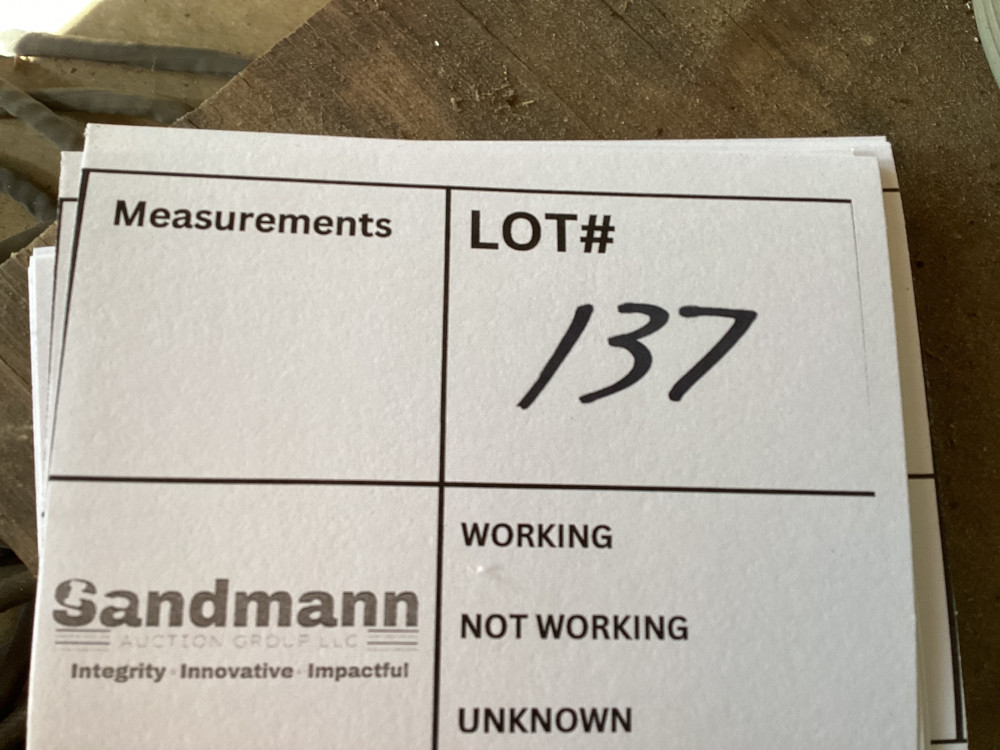 Measurements
LOT#
137
WORKING
NOT WORKING
UNKNOWN
Sandmann
AUCTION GROUP LLC
Integrity · Innovative · Impactful